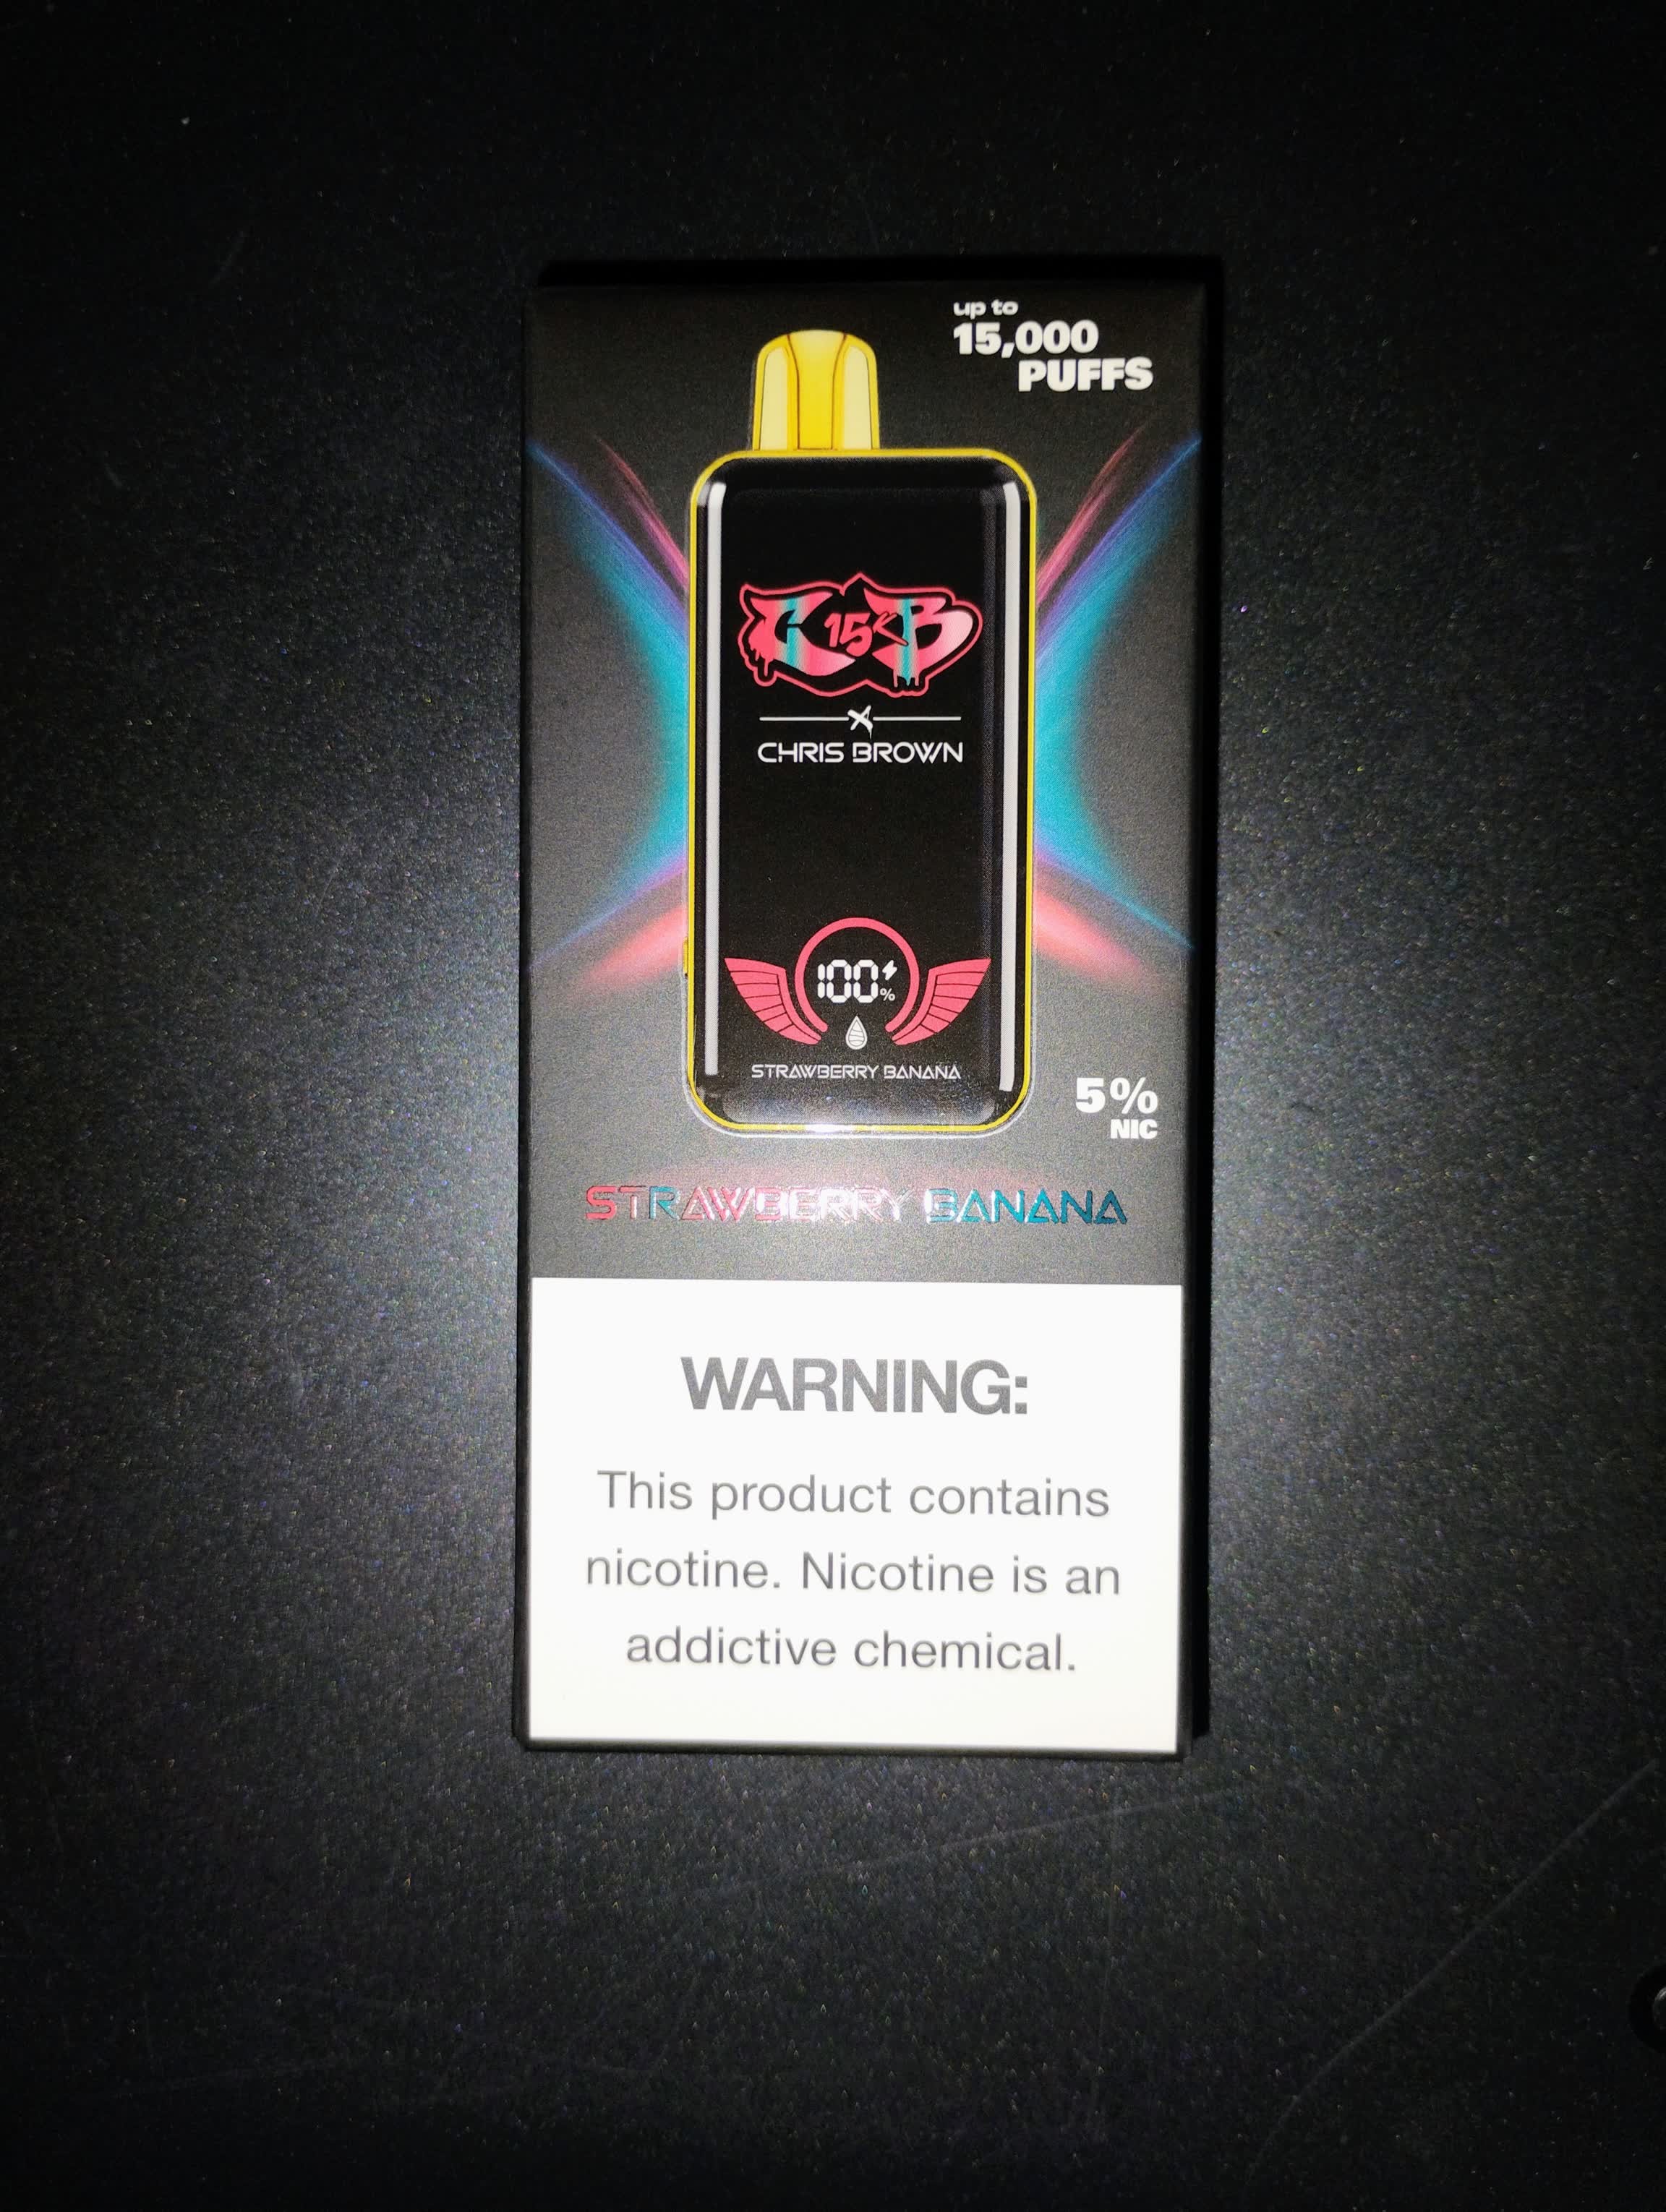 up to
15,000
PUFFS
C 15K B
X
CHRIS BROWN
100%
STRAWBERRY BANANA
5%
NIC
STRAWBERRY BANANA
WARNING:
This product contains
nicotine. Nicotine is an
addictive chemical.